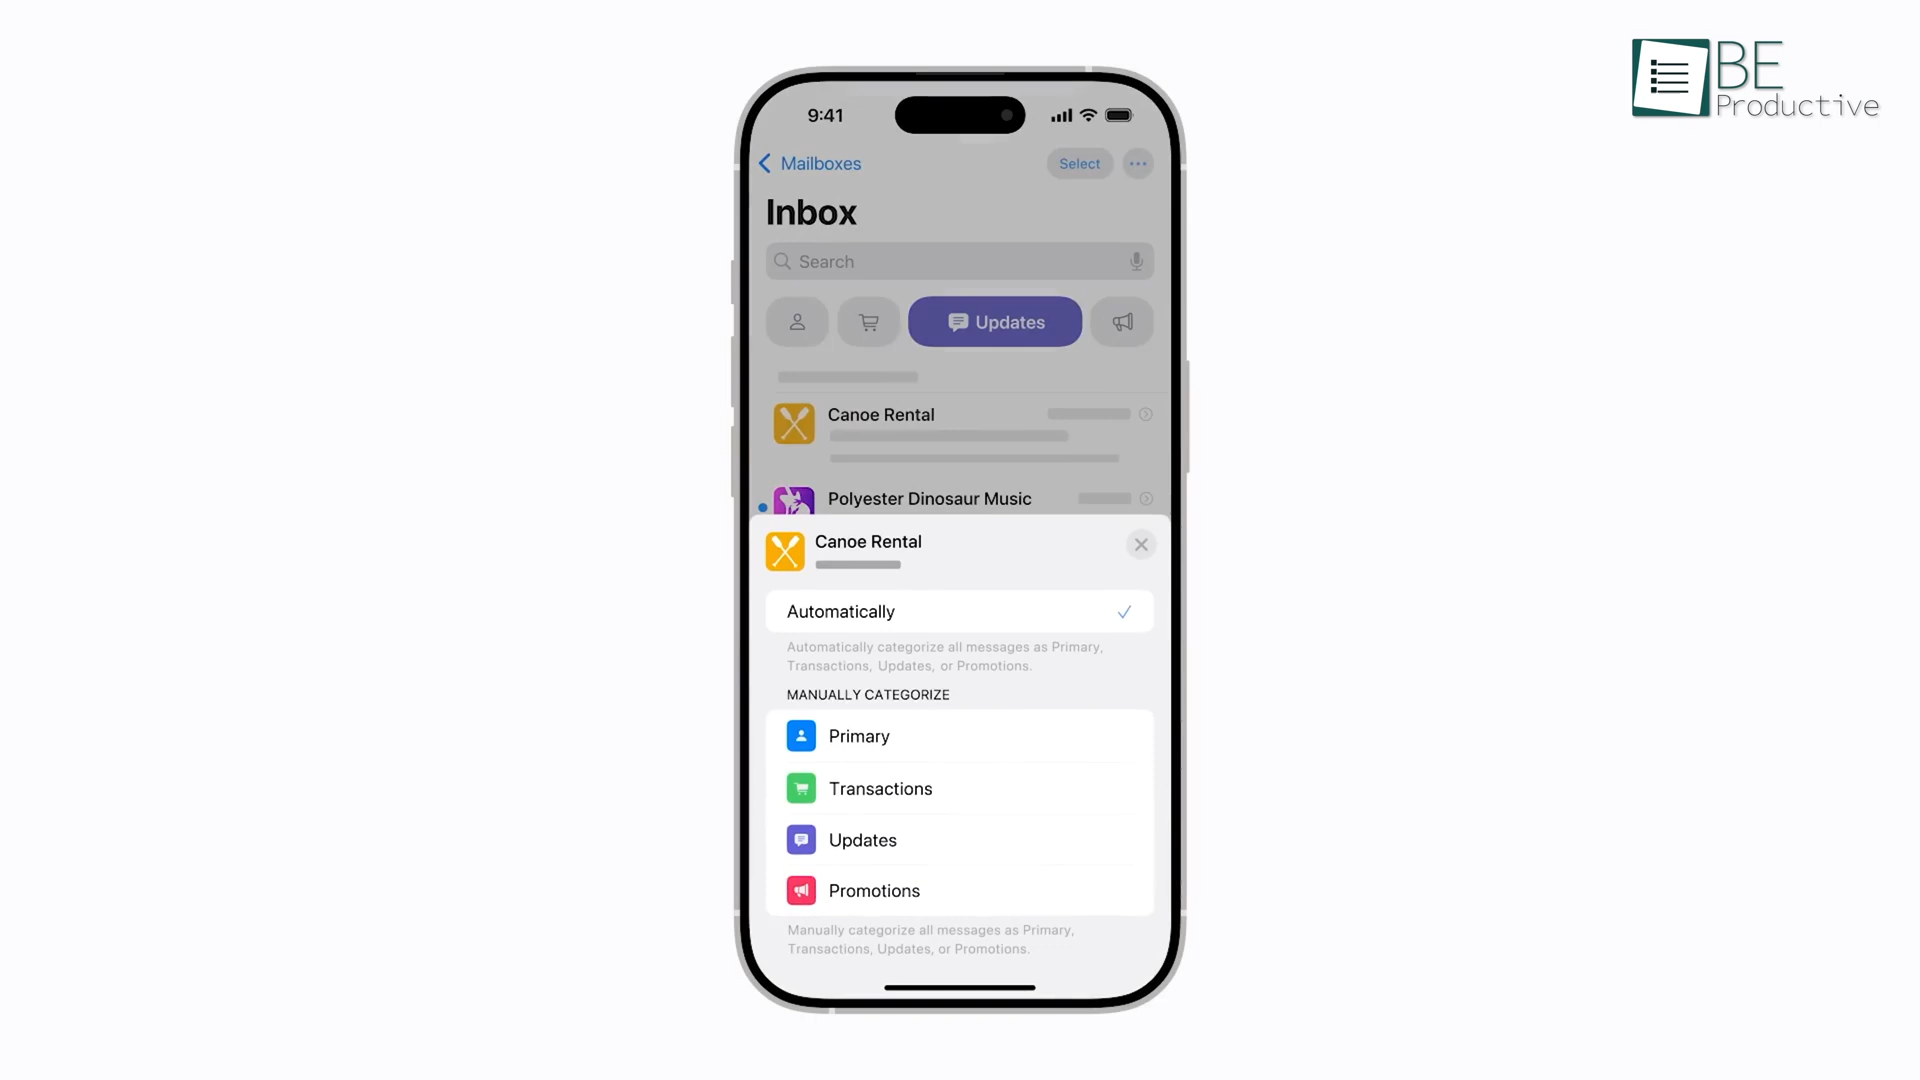 BE
Productive
9:41
Mailboxes
Select
Inbox
Search
Updates
Canoe Rental
Polyester Dinosaur Music
Canoe Rental
Automatically
Automatically categorize all messages as Primary,
Transactions, Updates, or Promotions.
MANUALLY CATEGORIZE
Primary
Transactions
Updates
Promotions
Manually categorize all messages as Primary,
Transactions, Updates, or Promotions.